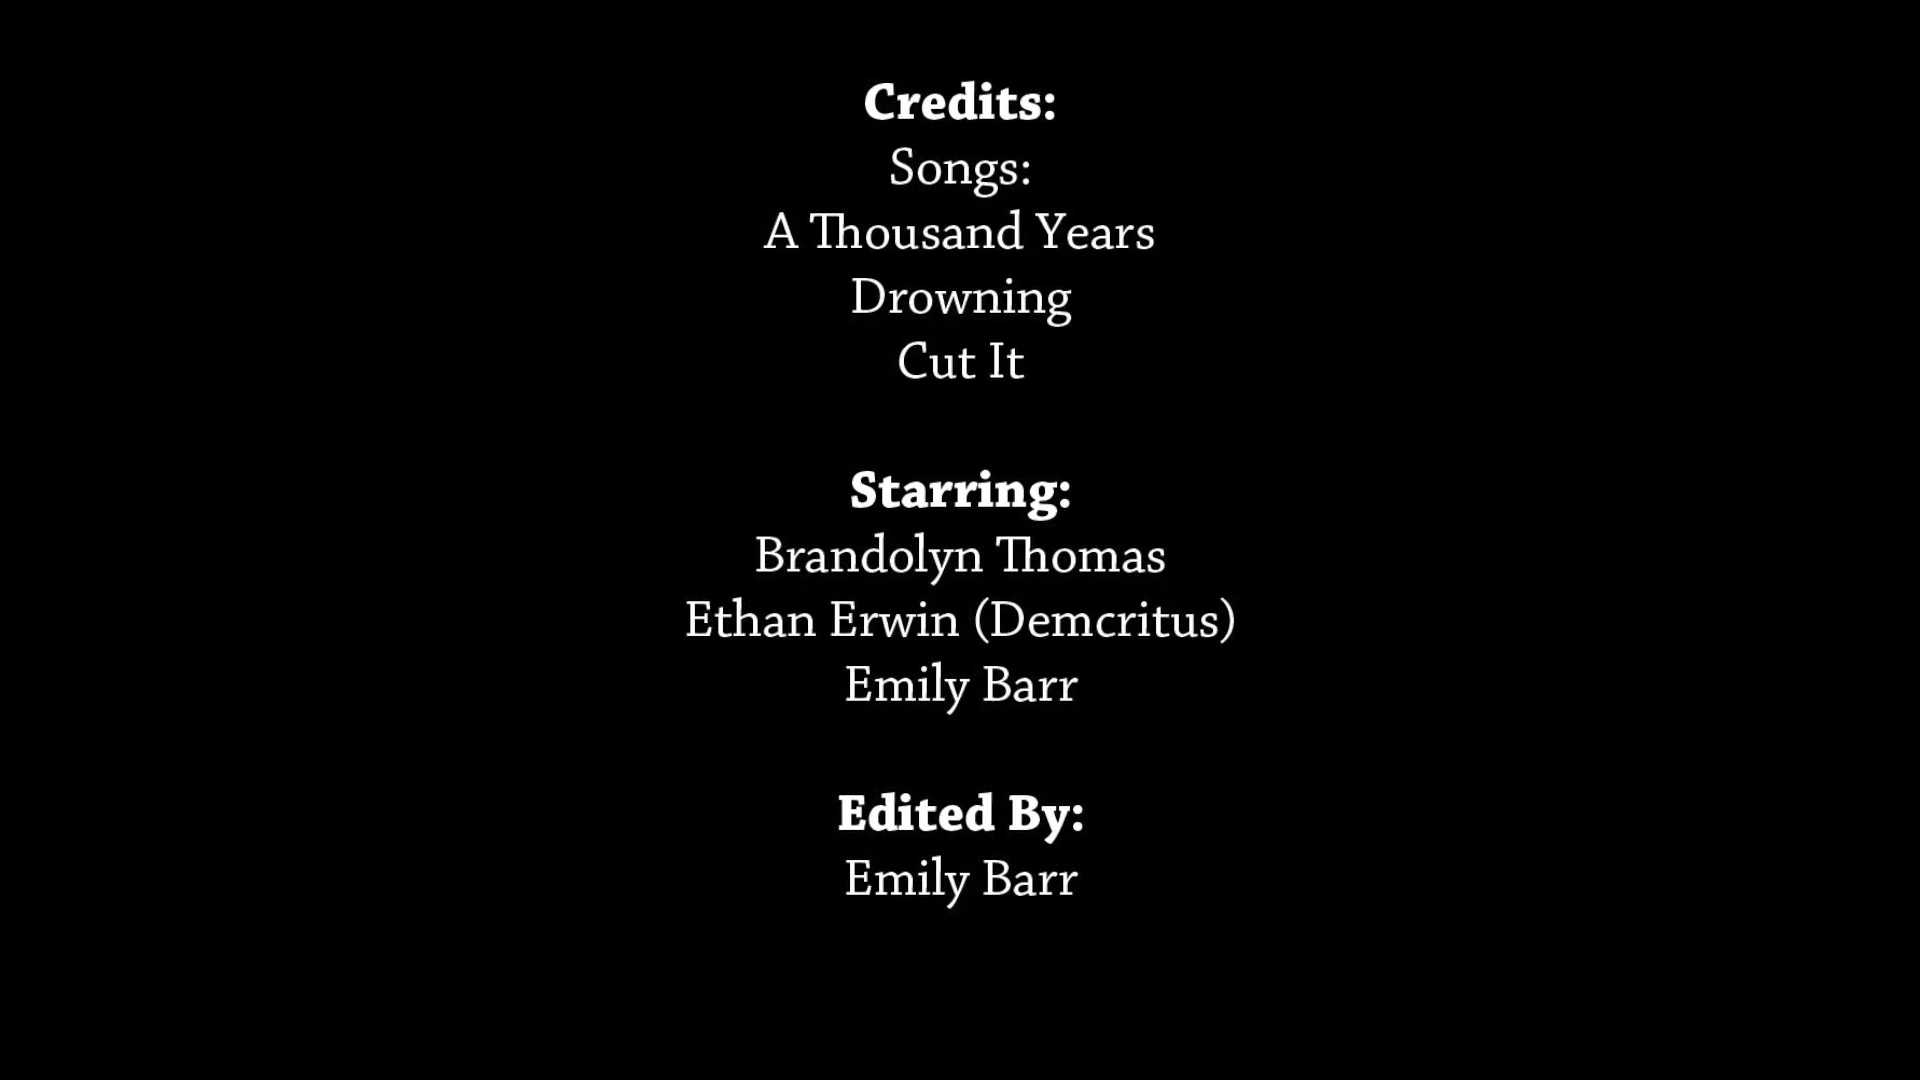 Credits:
Songs:
A Thousand Years
Drowning
Cut It
Starring:
Brandolyn Thomas
Ethan Erwin (Demcritus)
Emily Barr
Edited By:
Emily Barr